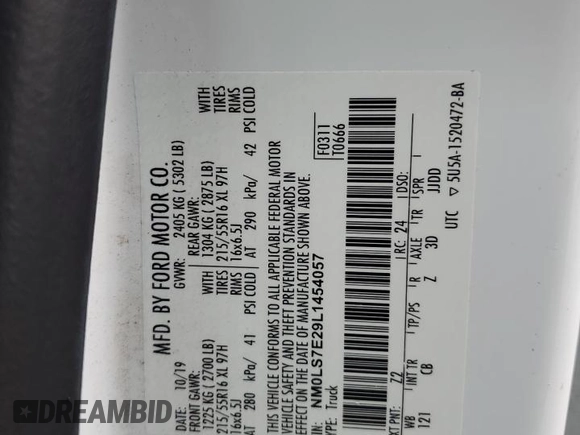 MFD. BY FORD MOTOR CO.
DATE: 10/19 GVWR: 2405 KG ( 5302 LB)
FRONT GAWR: REAR GAWR:
1225 KG ( 2700 LB) WITH 1304 KG ( 2875 LB) WITH
215/55R16 XL 97H TIRES 215/55R16 XL 97H TIRES
16x6.5J RIMS 16x6.5J RIMS
AT 280 kPa/ 41 PSI COLD AT 290 kPa/ 42 PSI COLD
THIS VEHICLE CONFORMS TO ALL APPLICABLE FEDERAL MOTOR
VEHICLE SAFETY AND THEFT PREVENTION STANDARDS IN
EFFECT ON THE DATE OF MANUFACTURE SHOWN ABOVE.
NM0LS7E29L1454057
TYPE: Truck
F0311
T0666
EXT PNT: Z2 RC: 24 DSO:
WB INT TR TP/PS R AXLE TR SPR
121 CB Z 3D JJDD
UTC ▽ 5U5A-1520472-BA
DREAMBID